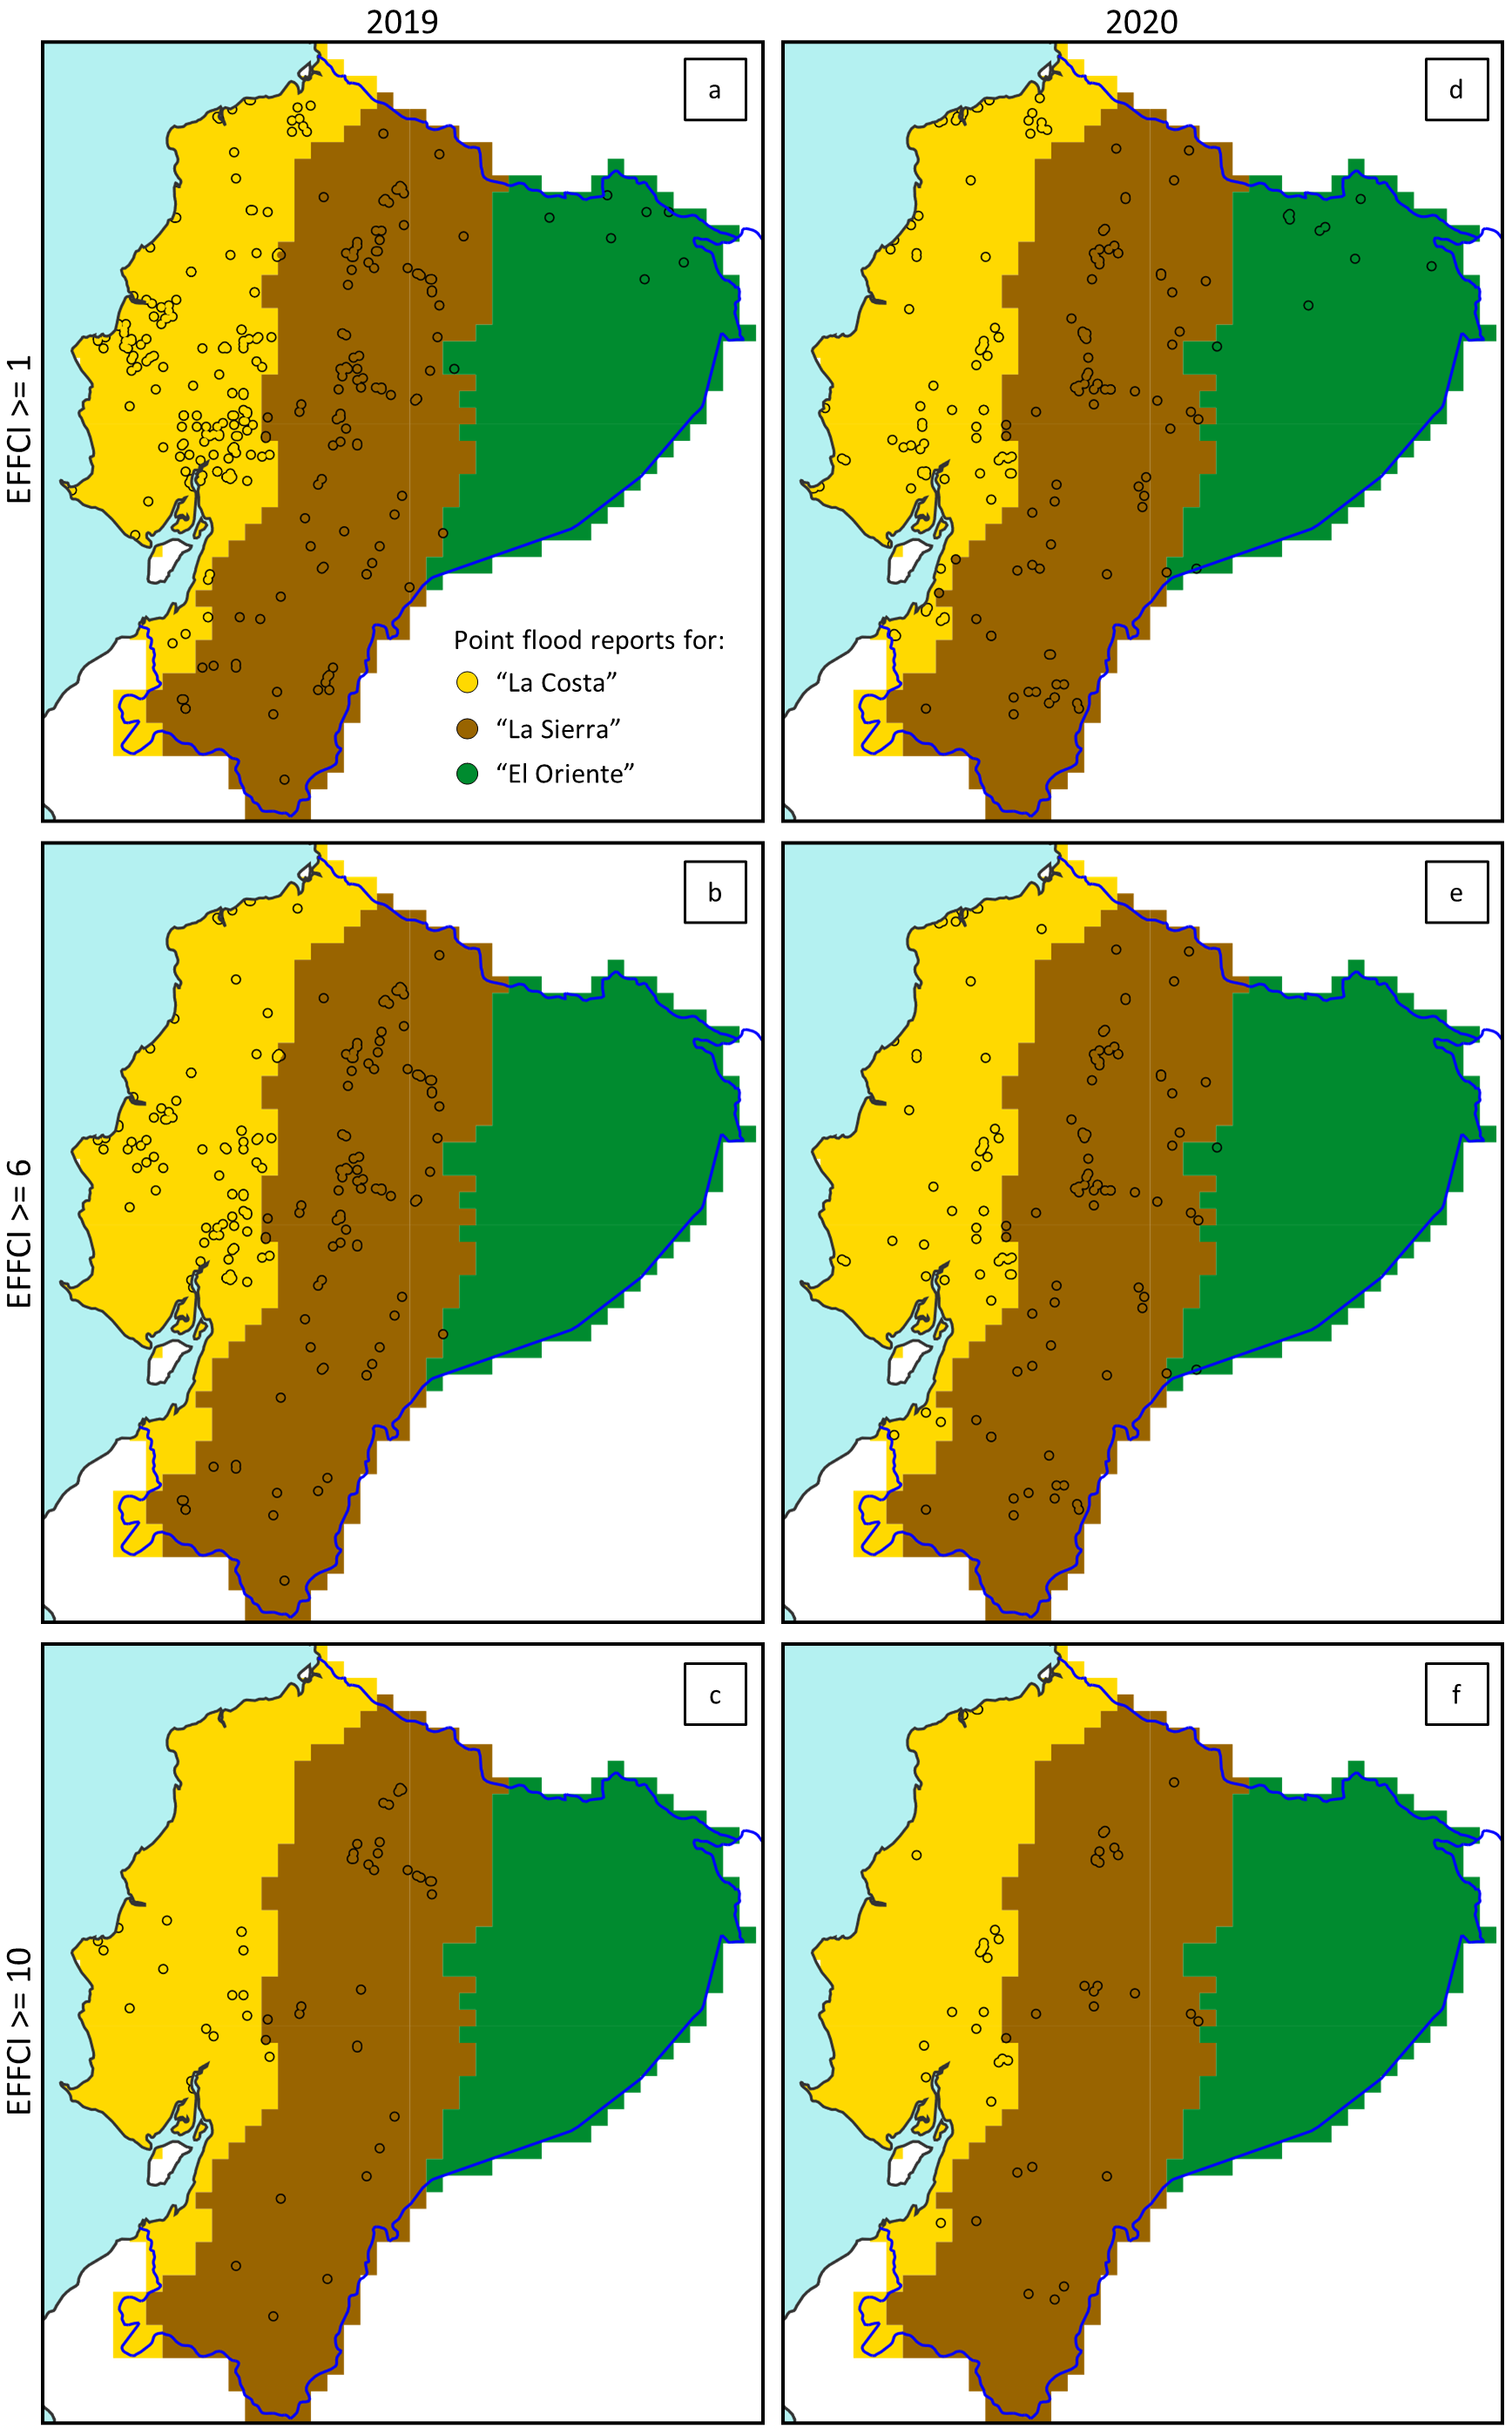 2019
2020
a
d
EFFCI >= 1
Point flood reports for:
“La Costa”
“La Sierra”
“El Oriente”
b
e
EFFCI >= 6
c
f
EFFCI >= 10